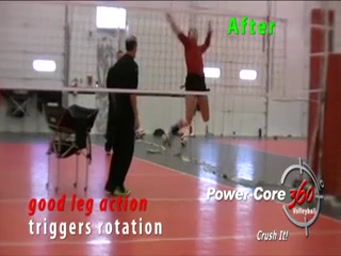 After
good leg action
triggers rotation
Power-Core 360°
Volleyball
Crush It!